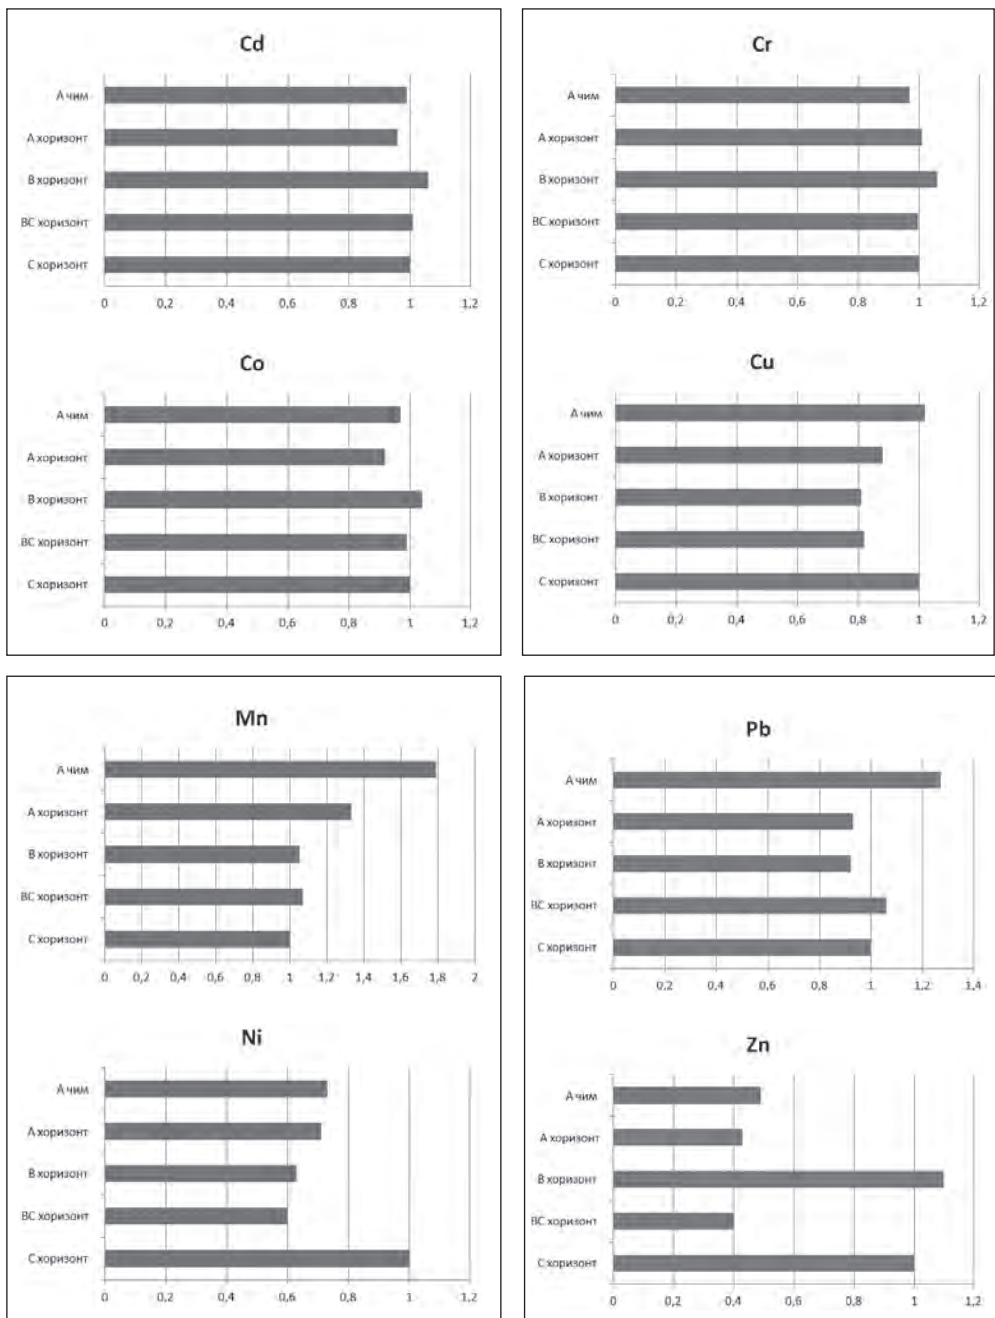 Cd
А чим
А хоризонт
В хоризонт
ВС хоризонт
С хоризонт
0 0,2 0,4 0,6 0,8 1 1,2
Co
А чим
А хоризонт
В хоризонт
ВС хоризонт
С хоризонт
0 0,2 0,4 0,6 0,8 1 1,2
Cr
А чим
А хоризонт
В хоризонт
ВС хоризонт
С хоризонт
0 0,2 0,4 0,6 0,8 1 1,2
Cu
А чим
А хоризонт
В хоризонт
ВС хоризонт
С хоризонт
0 0,2 0,4 0,6 0,8 1 1,2
Mn
А чим
А хоризонт
В хоризонт
ВС хоризонт
С хоризонт
0 0,2 0,4 0,6 0,8 1 1,2 1,4 1,6 1,8 2
Ni
А чим
А хоризонт
В хоризонт
ВС хоризонт
С хоризонт
0 0,2 0,4 0,6 0,8 1 1,2
Pb
А чим
А хоризонт
В хоризонт
ВС хоризонт
С хоризонт
0 0,2 0,4 0,6 0,8 1 1,2 1,4
Zn
А чим
А хоризонт
В хоризонт
ВС хоризонт
С хоризонт
0 0,2 0,4 0,6 0,8 1 1,2